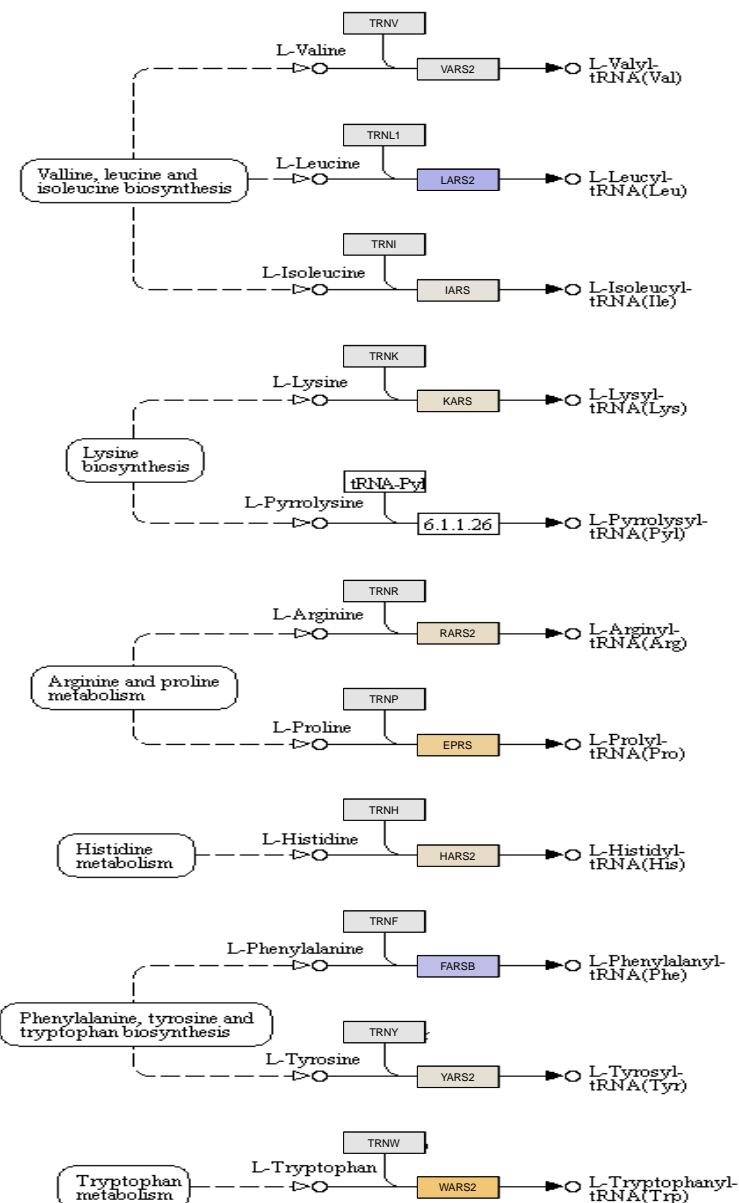 TRNV
L-Valine
VARS2
L-Valyl-
tRNA(Val)
TRNL1
Valline, leucine and
isoleucine biosynthesis
L-Leucine
LARS2
L-Leucyl-
tRNA(Leu)
TRNI
L-Isoleucine
IARS
L-Isoleucyl-
tRNA(Ile)
TRNK
L-Lysine
KARS
L-Lysyl-
tRNA(Lys)
Lysine
biosynthesis
tRNA-Pyl
L-Pyrrolysine
6.1.1.26
L-Pyrrolysyl-
tRNA(Pyl)
TRNR
L-Arginine
RARS2
L-Arginyl-
tRNA(Arg)
Arginine and proline
metabolism
TRNP
L-Proline
EPRS
L-Prolyl-
tRNA(Pro)
TRNH
Histidine
metabolism
L-Histidine
HARS2
L-Histidyl-
tRNA(His)
TRNF
L-Phenylalanine
FARSB
L-Phenylalanyl-
tRNA(Phe)
Phenylalanine, tyrosine and
tryptophan biosynthesis
TRNY
L-Tyrosine
YARS2
L-Tyrosyl-
tRNA(Tyr)
TRNW
Tryptophan
metabolism
L-Tryptophan
WARS2
L-Tryptophanyl-
tRNA(Trp)